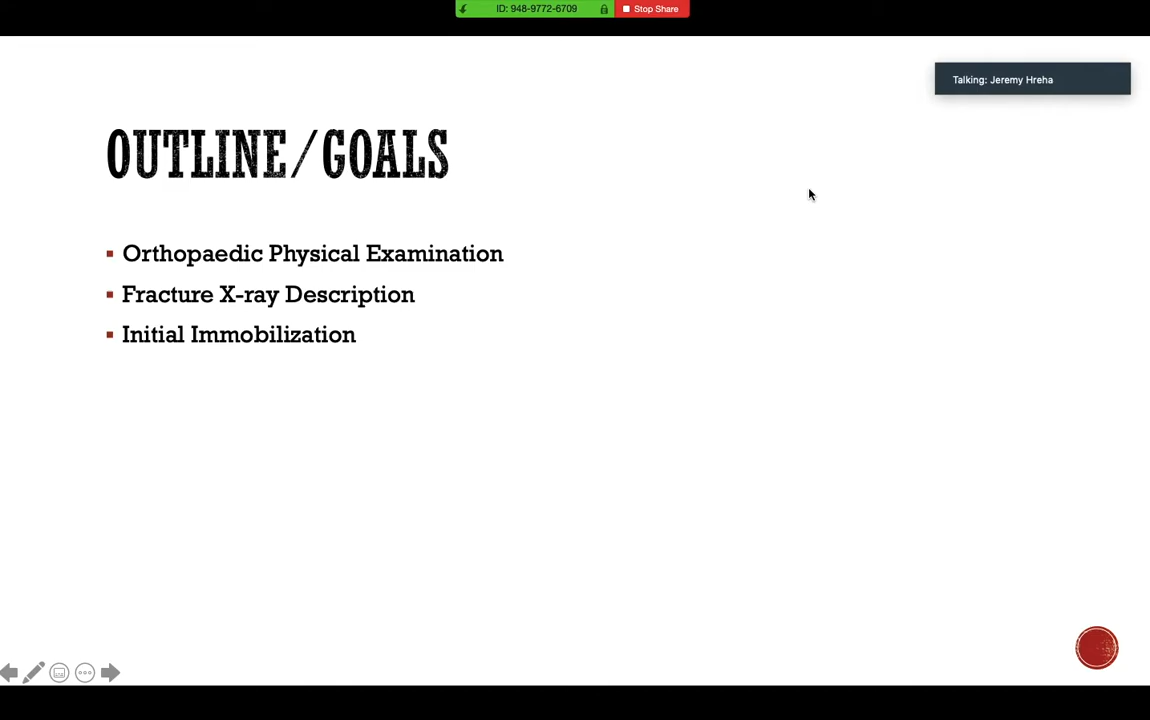 ID: 948-9772-6709
Stop Share
Talking: Jeremy Hreha
OUTLINE/GOALS
Orthopaedic Physical Examination
Fracture X-ray Description
Initial Immobilization